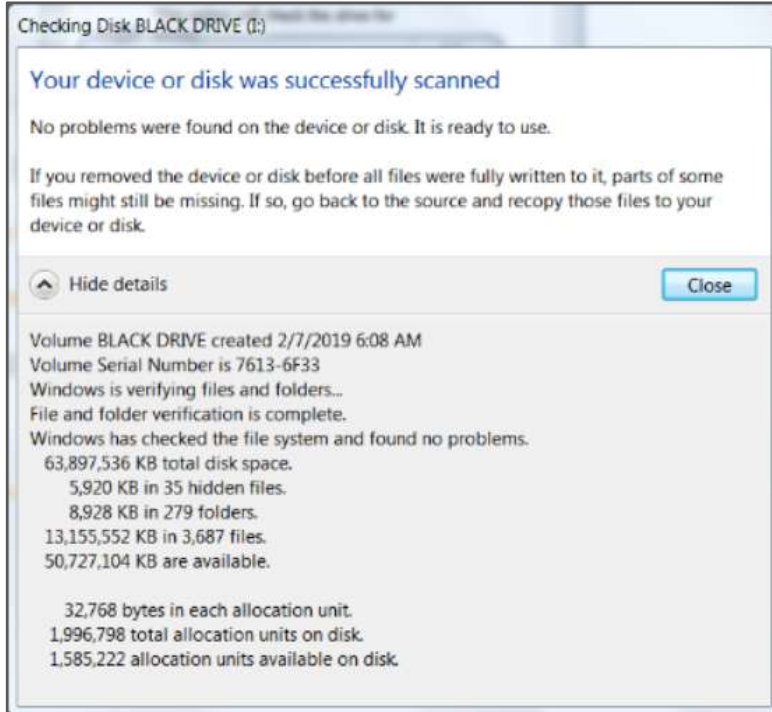 Checking Disk BLACK DRIVE (I:)
Your device or disk was successfully scanned
No problems were found on the device or disk. It is ready to use.
If you removed the device or disk before all files were fully written to it, parts of some
files might still be missing. If so, go back to the source and recopy those files to your
device or disk.
Hide details
Close
Volume BLACK DRIVE created 2/7/2019 6:08 AM
Volume Serial Number is 7613-6F33
Windows is verifying files and folders...
File and folder verification is complete.
Windows has checked the file system and found no problems.
63,897,536 KB total disk space.
5,920 KB in 35 hidden files.
8,928 KB in 279 folders.
13,155,552 KB in 3,687 files.
50,727,104 KB are available.
32,768 bytes in each allocation unit.
1,996,798 total allocation units on disk.
1,585,222 allocation units available on disk.